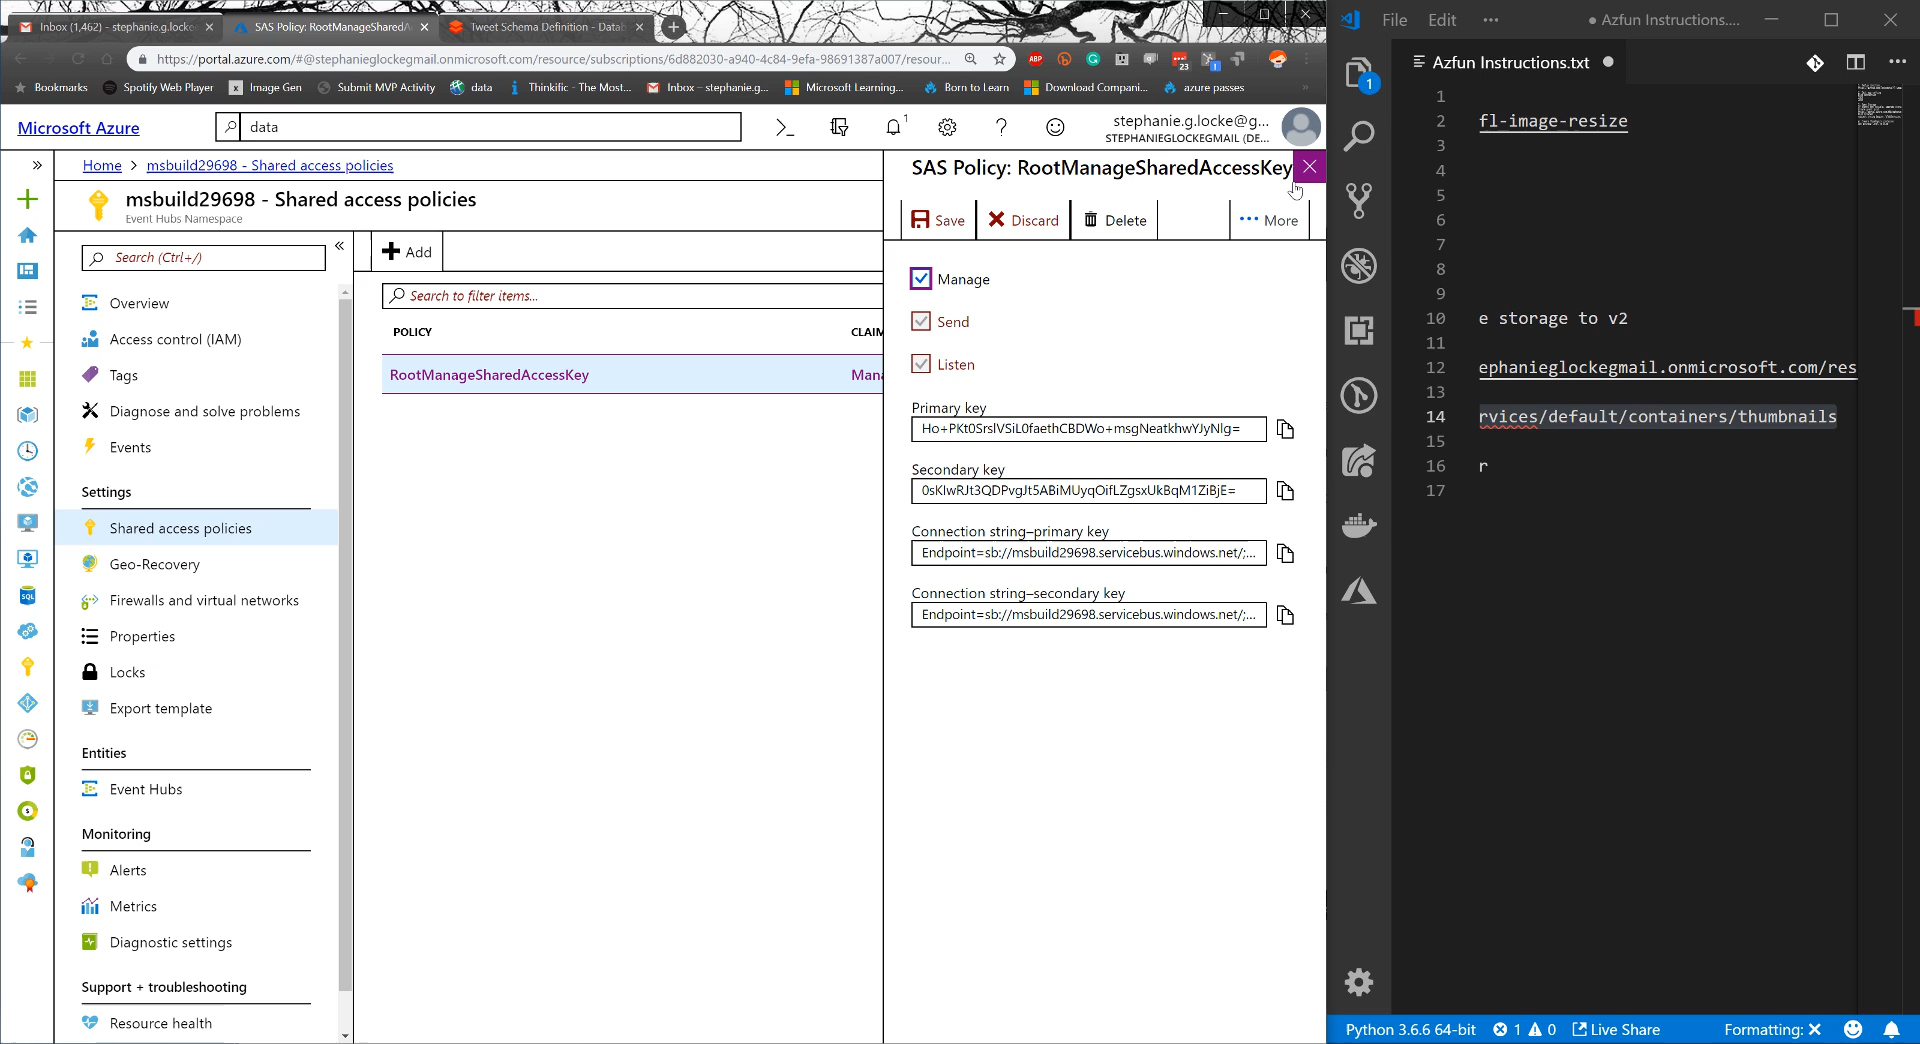 Inbox (1,462) - stephanie.g.locke
SAS Policy: RootManageSharedA
Tweet Schema Definition - Datab
https://portal.azure.com/#@stephanieglockegmail.onmicrosoft.com/resource/subscriptions/6d882030-a940-4c84-9efa-98691387a007/resour...
Bookmarks
Spotify Web Player
Image Gen
Submit MVP Activity
data
Thinkific - The Most...
Inbox – stephanie.g...
Microsoft Learning...
Born to Learn
Download Compani...
azure passes
Microsoft Azure
data
1
stephanie.g.locke@g...
STEPHANIEGLOCKEGMAIL (DE...
Home > msbuild29698 - Shared access policies
msbuild29698 - Shared access policies
Event Hubs Namespace
Search (Ctrl+/)
Overview
Access control (IAM)
Tags
Diagnose and solve problems
Events
Settings
Shared access policies
Geo-Recovery
Firewalls and virtual networks
Properties
Locks
Export template
Entities
Event Hubs
Monitoring
Alerts
Metrics
Diagnostic settings
Support + troubleshooting
Resource health
Add
Search to filter items...
POLICY
CLAIM
RootManageSharedAccessKey
Mana
SAS Policy: RootManageSharedAccessKey
Save
Discard
Delete
More
Manage
Send
Listen
Primary key
Ho+PKt0SrslVSiL0faethCBDWo+msgNeatkhwYJyNlg=
Secondary key
0sKlwRJt3QDPvgJt5ABiMUyqOifLZgsxUkBqM1ZiBjE=
Connection string–primary key
Endpoint=sb://msbuild29698.servicebus.windows.net/;...
Connection string–secondary key
Endpoint=sb://msbuild29698.servicebus.windows.net/;...
File
Edit
Azfun Instructions....
1
Azfun Instructions.txt
1
2 fl-image-resize
3
4
5
6
7
8
9
10 e storage to v2
11
12 ephanieglockegmail.onmicrosoft.com/res
13
14 rvices/default/containers/thumbnails
15
16 r
17
Python 3.6.6 64-bit
1
0
Live Share
Formatting: ×